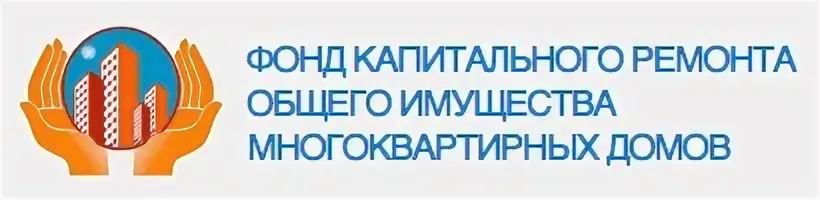 ФОНД КАПИТАЛЬНОГО РЕМОНТА
ОБЩЕГО ИМУЩЕСТВА
МНОГОКВАРТИРНЫХ ДОМОВ